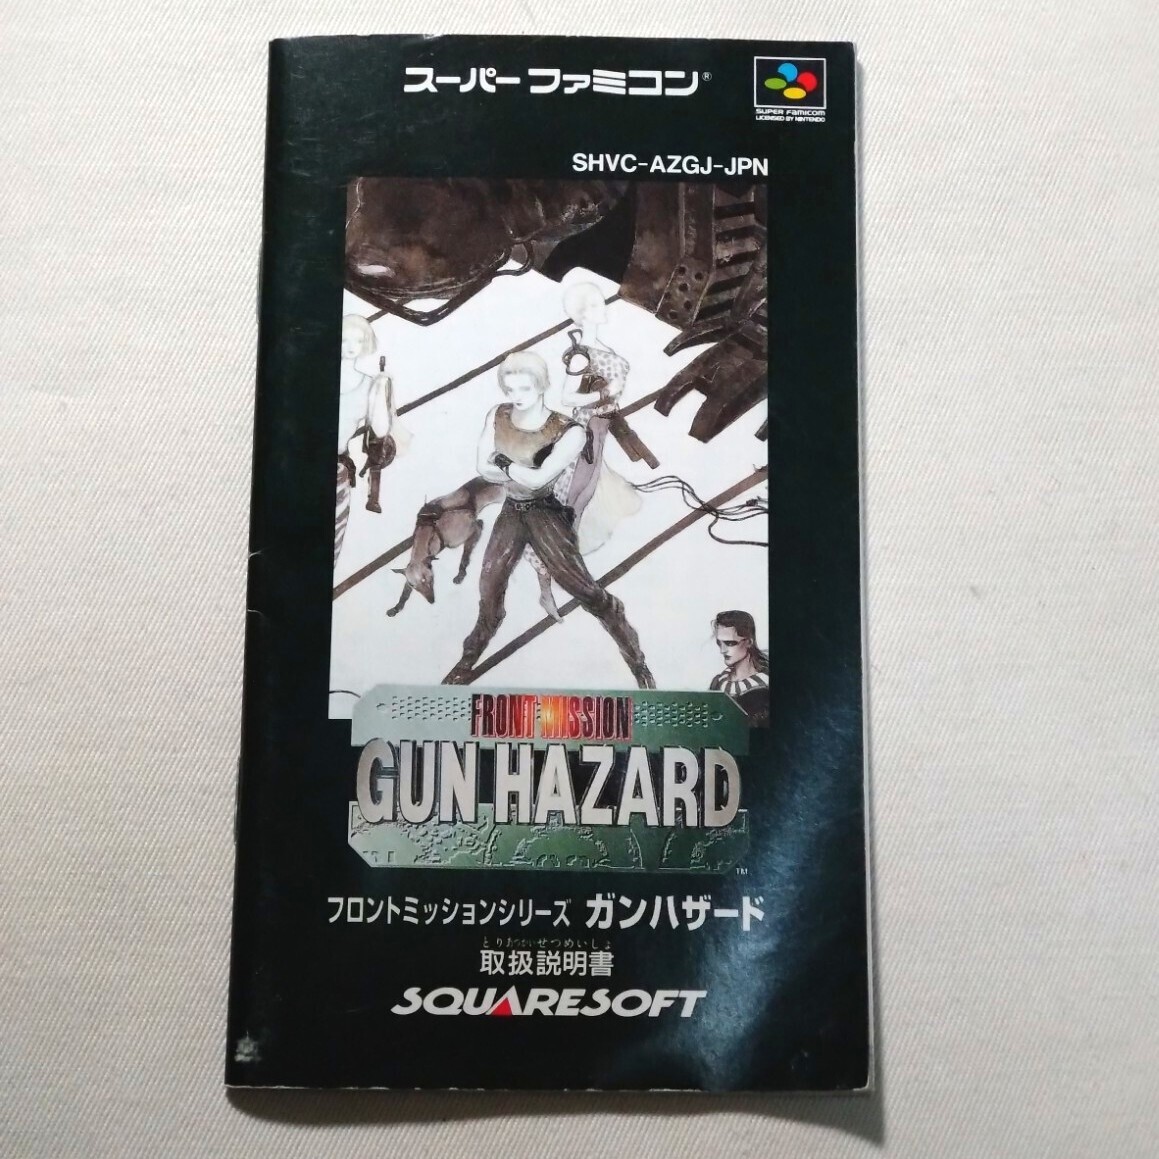 スーパー ファミコン®
SUPER FAMICOM
LICENSED BY NINTENDO
SHVC-AZGJ-JPN
FRONT MISSION
GUN HAZARD
TM
フロントミッションシリーズ ガンハザード
とりあつかいせつめいしょ
取扱説明書
SQUARESOFT